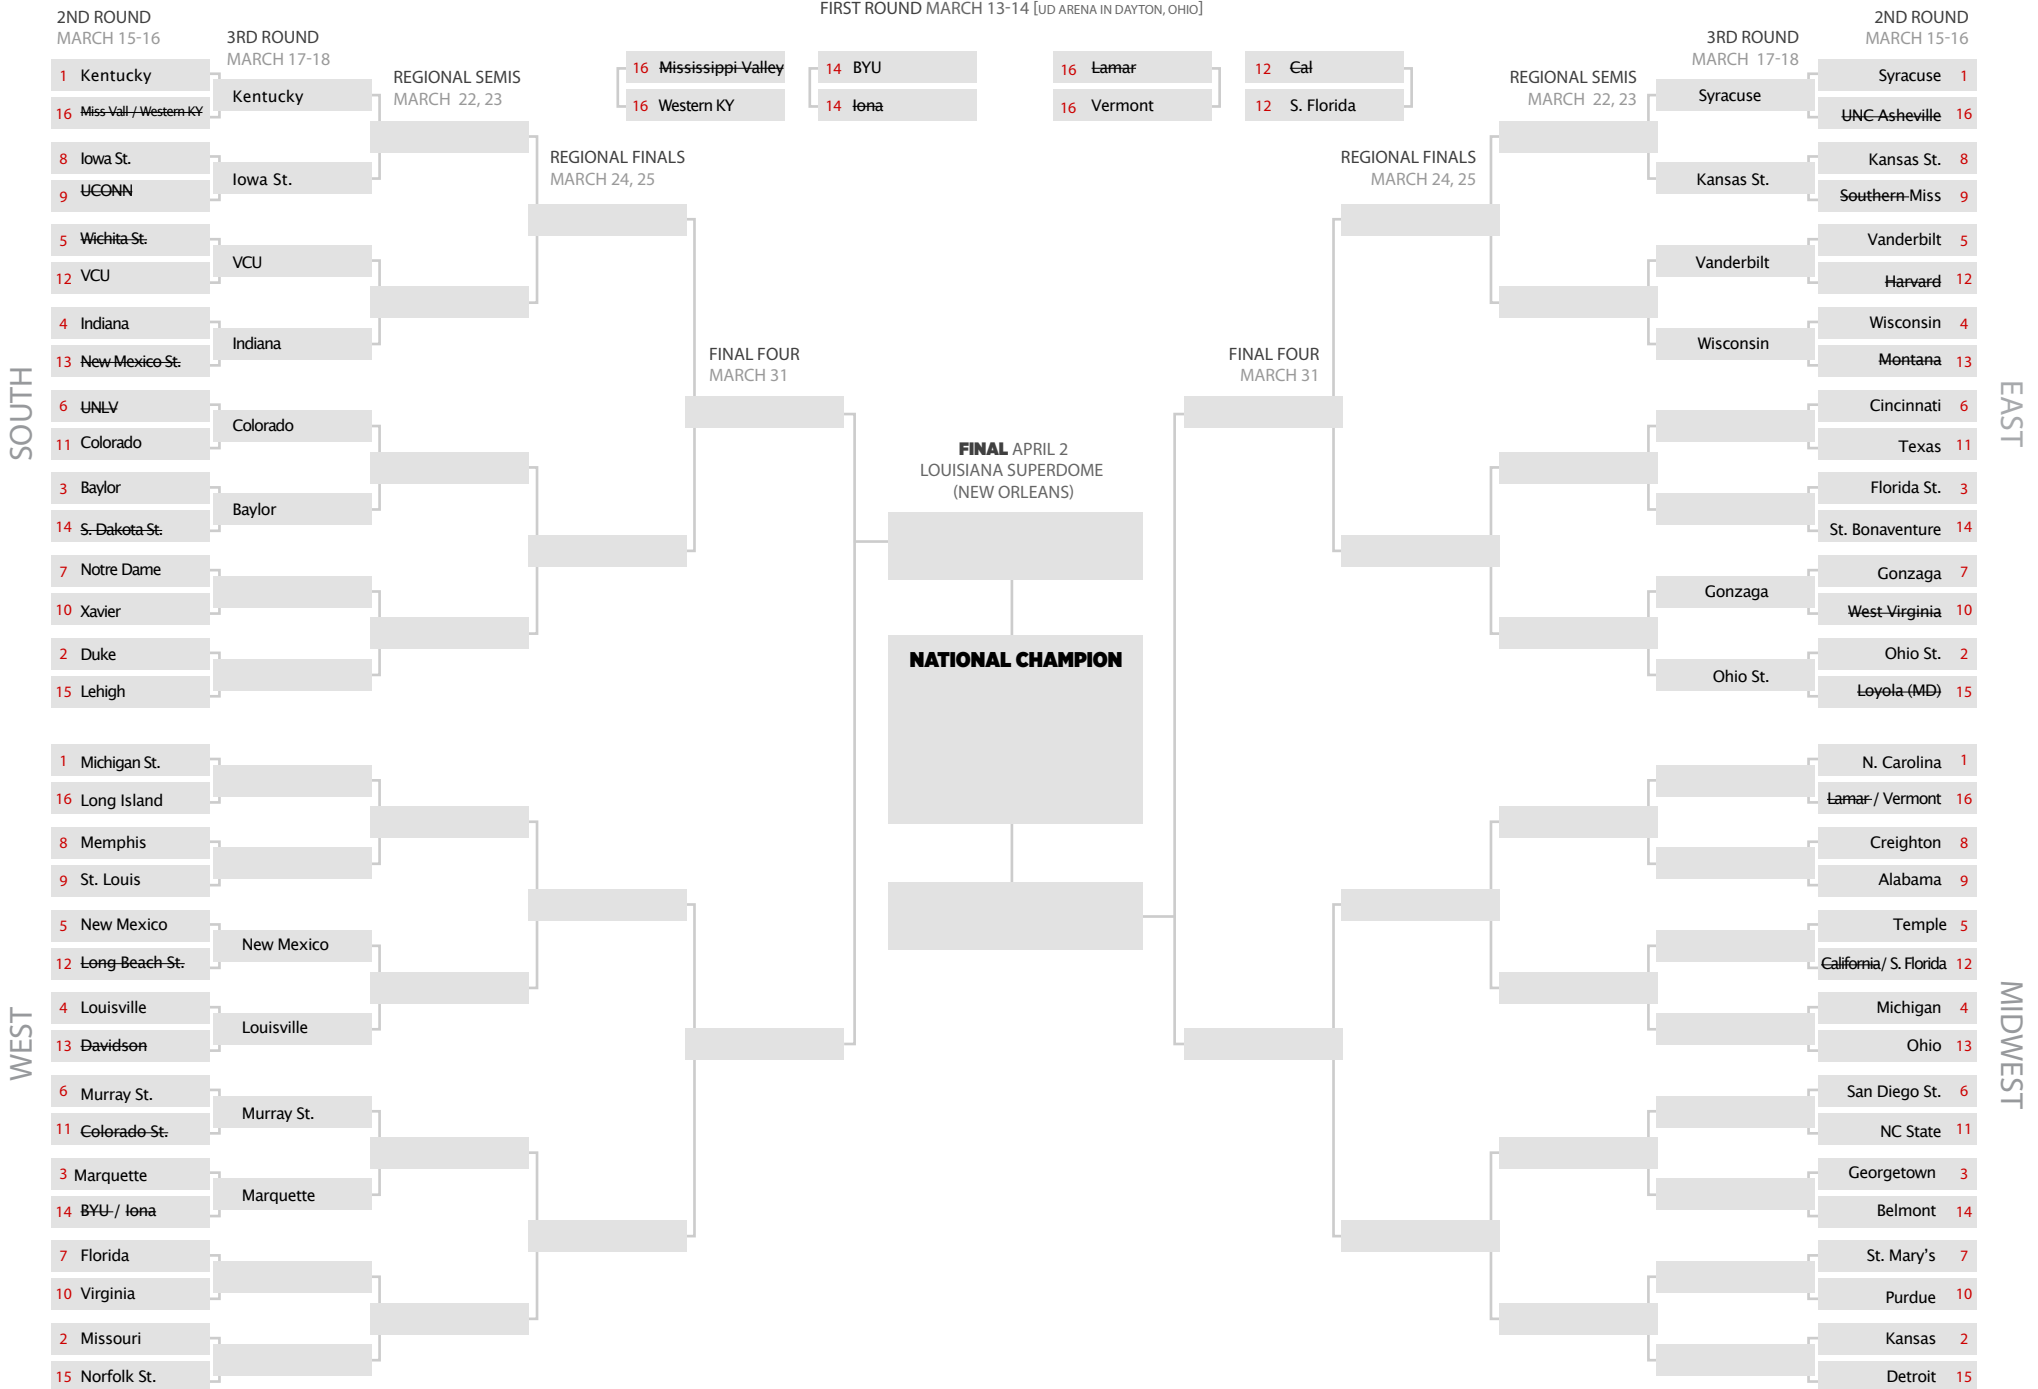 FIRST ROUND MARCH 13-14 [UD ARENA IN DAYTON, OHIO]
16 Mississippi Valley
16 Western KY
14 BYU
14 Iona
16 Lamar
16 Vermont
12 Cal
12 S. Florida
2ND ROUND
MARCH 15-16
3RD ROUND
MARCH 17-18
REGIONAL SEMIS
MARCH 22, 23
REGIONAL FINALS
MARCH 24, 25
FINAL FOUR
MARCH 31
SOUTH
1 Kentucky
16 Miss Vall / Western KY
8 Iowa St.
9 UCONN
5 Wichita St.
12 VCU
4 Indiana
13 New Mexico St.
6 UNLV
11 Colorado
3 Baylor
14 S. Dakota St.
7 Notre Dame
10 Xavier
2 Duke
15 Lehigh
Kentucky
Iowa St.
VCU
Indiana
Colorado
Baylor
WEST
1 Michigan St.
16 Long Island
8 Memphis
9 St. Louis
5 New Mexico
12 Long Beach St.
4 Louisville
13 Davidson
6 Murray St.
11 Colorado St.
3 Marquette
14 BYU / Iona
7 Florida
10 Virginia
2 Missouri
15 Norfolk St.
New Mexico
Louisville
Murray St.
Marquette
FINAL APRIL 2
LOUISIANA SUPERDOME
(NEW ORLEANS)
NATIONAL CHAMPION
FINAL FOUR
MARCH 31
REGIONAL FINALS
MARCH 24, 25
REGIONAL SEMIS
MARCH 22, 23
3RD ROUND
MARCH 17-18
2ND ROUND
MARCH 15-16
EAST
Syracuse
Kansas St.
Vanderbilt
Wisconsin
Gonzaga
Ohio St.
Syracuse 1
UNC Asheville 16
Kansas St. 8
Southern Miss 9
Vanderbilt 5
Harvard 12
Wisconsin 4
Montana 13
Cincinnati 6
Texas 11
Florida St. 3
St. Bonaventure 14
Gonzaga 7
West Virginia 10
Ohio St. 2
Loyola (MD) 15
MIDWEST
N. Carolina 1
Lamar / Vermont 16
Creighton 8
Alabama 9
Temple 5
California/ S. Florida 12
Michigan 4
Ohio 13
San Diego St. 6
NC State 11
Georgetown 3
Belmont 14
St. Mary's 7
Purdue 10
Kansas 2
Detroit 15